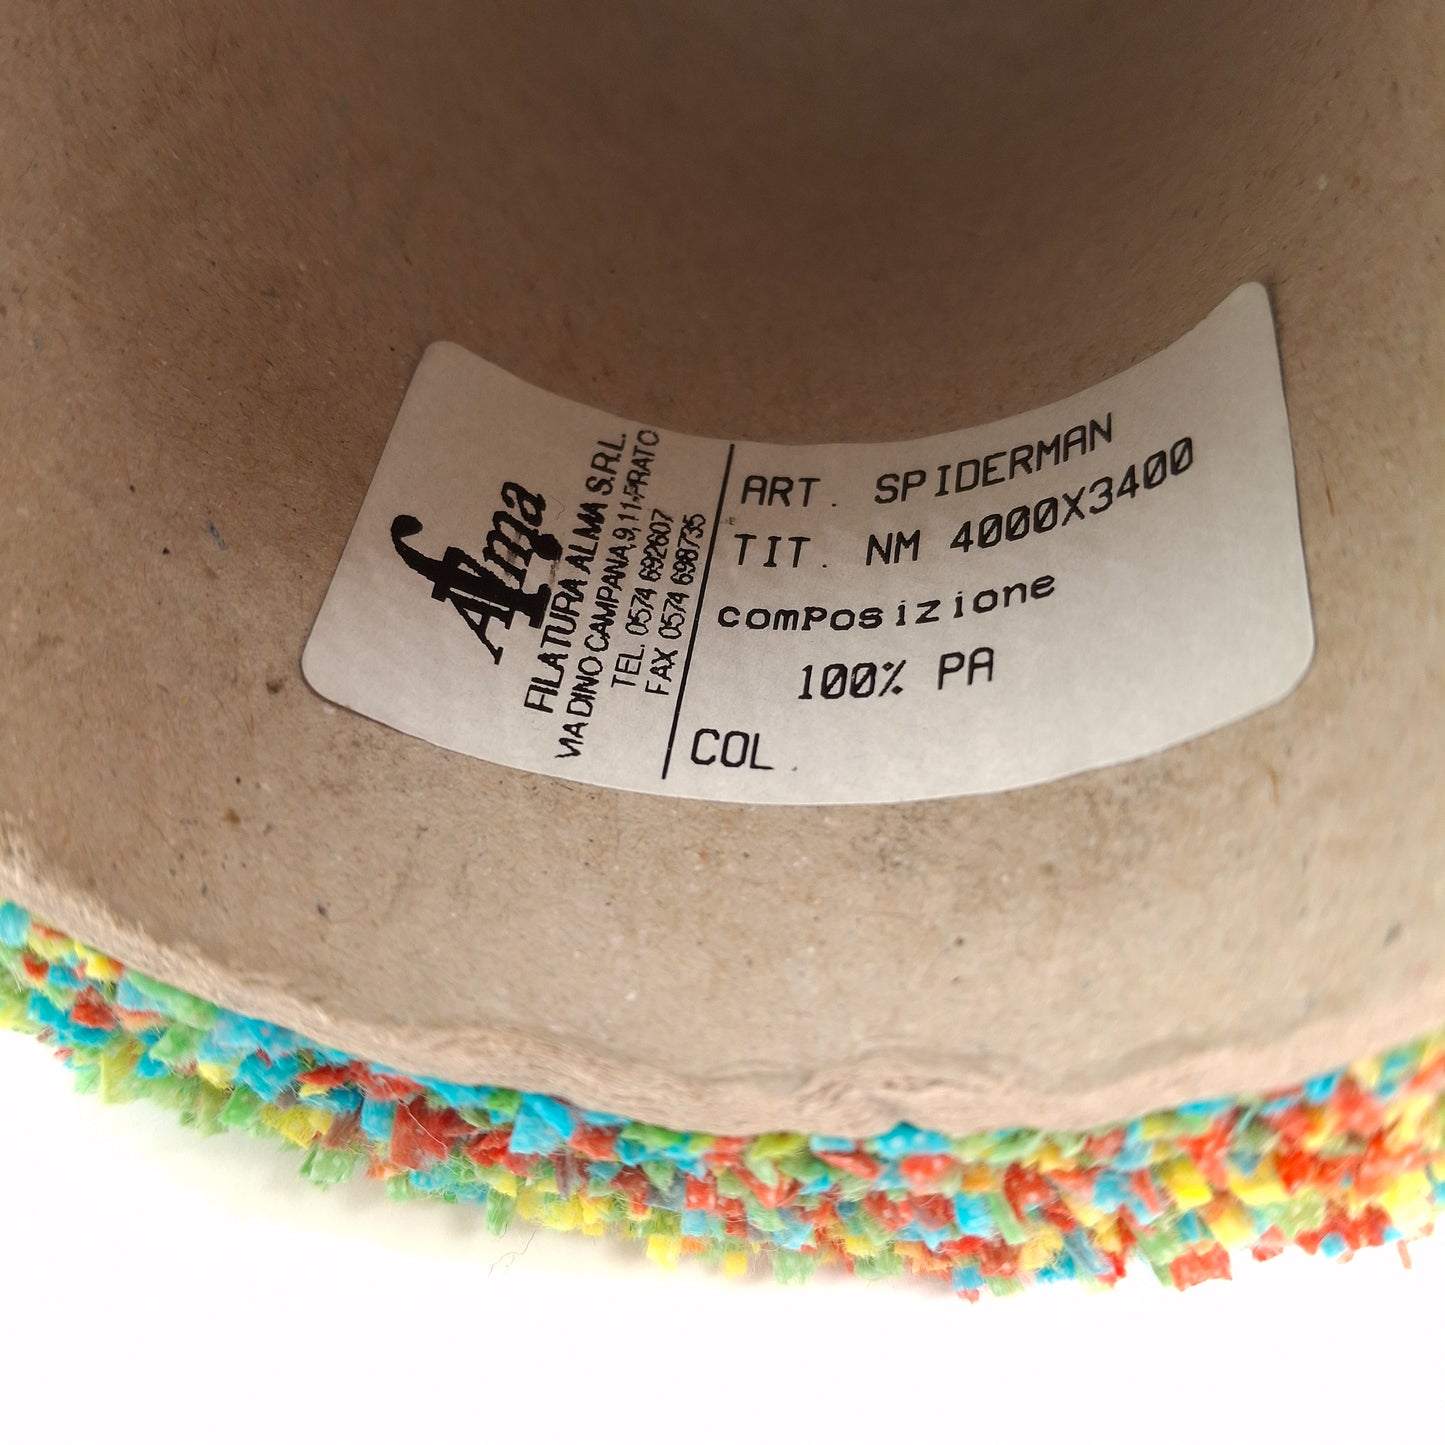 Alma
FILATURA ALMA S.R.L.
VIA DINO CAMPANA,9,11-PRATO
TEL. 0574 692607
FAX 0574 698735
ART. SPIDERMAN
TIT. NM 4000X3400
composizione
100% PA
COL.